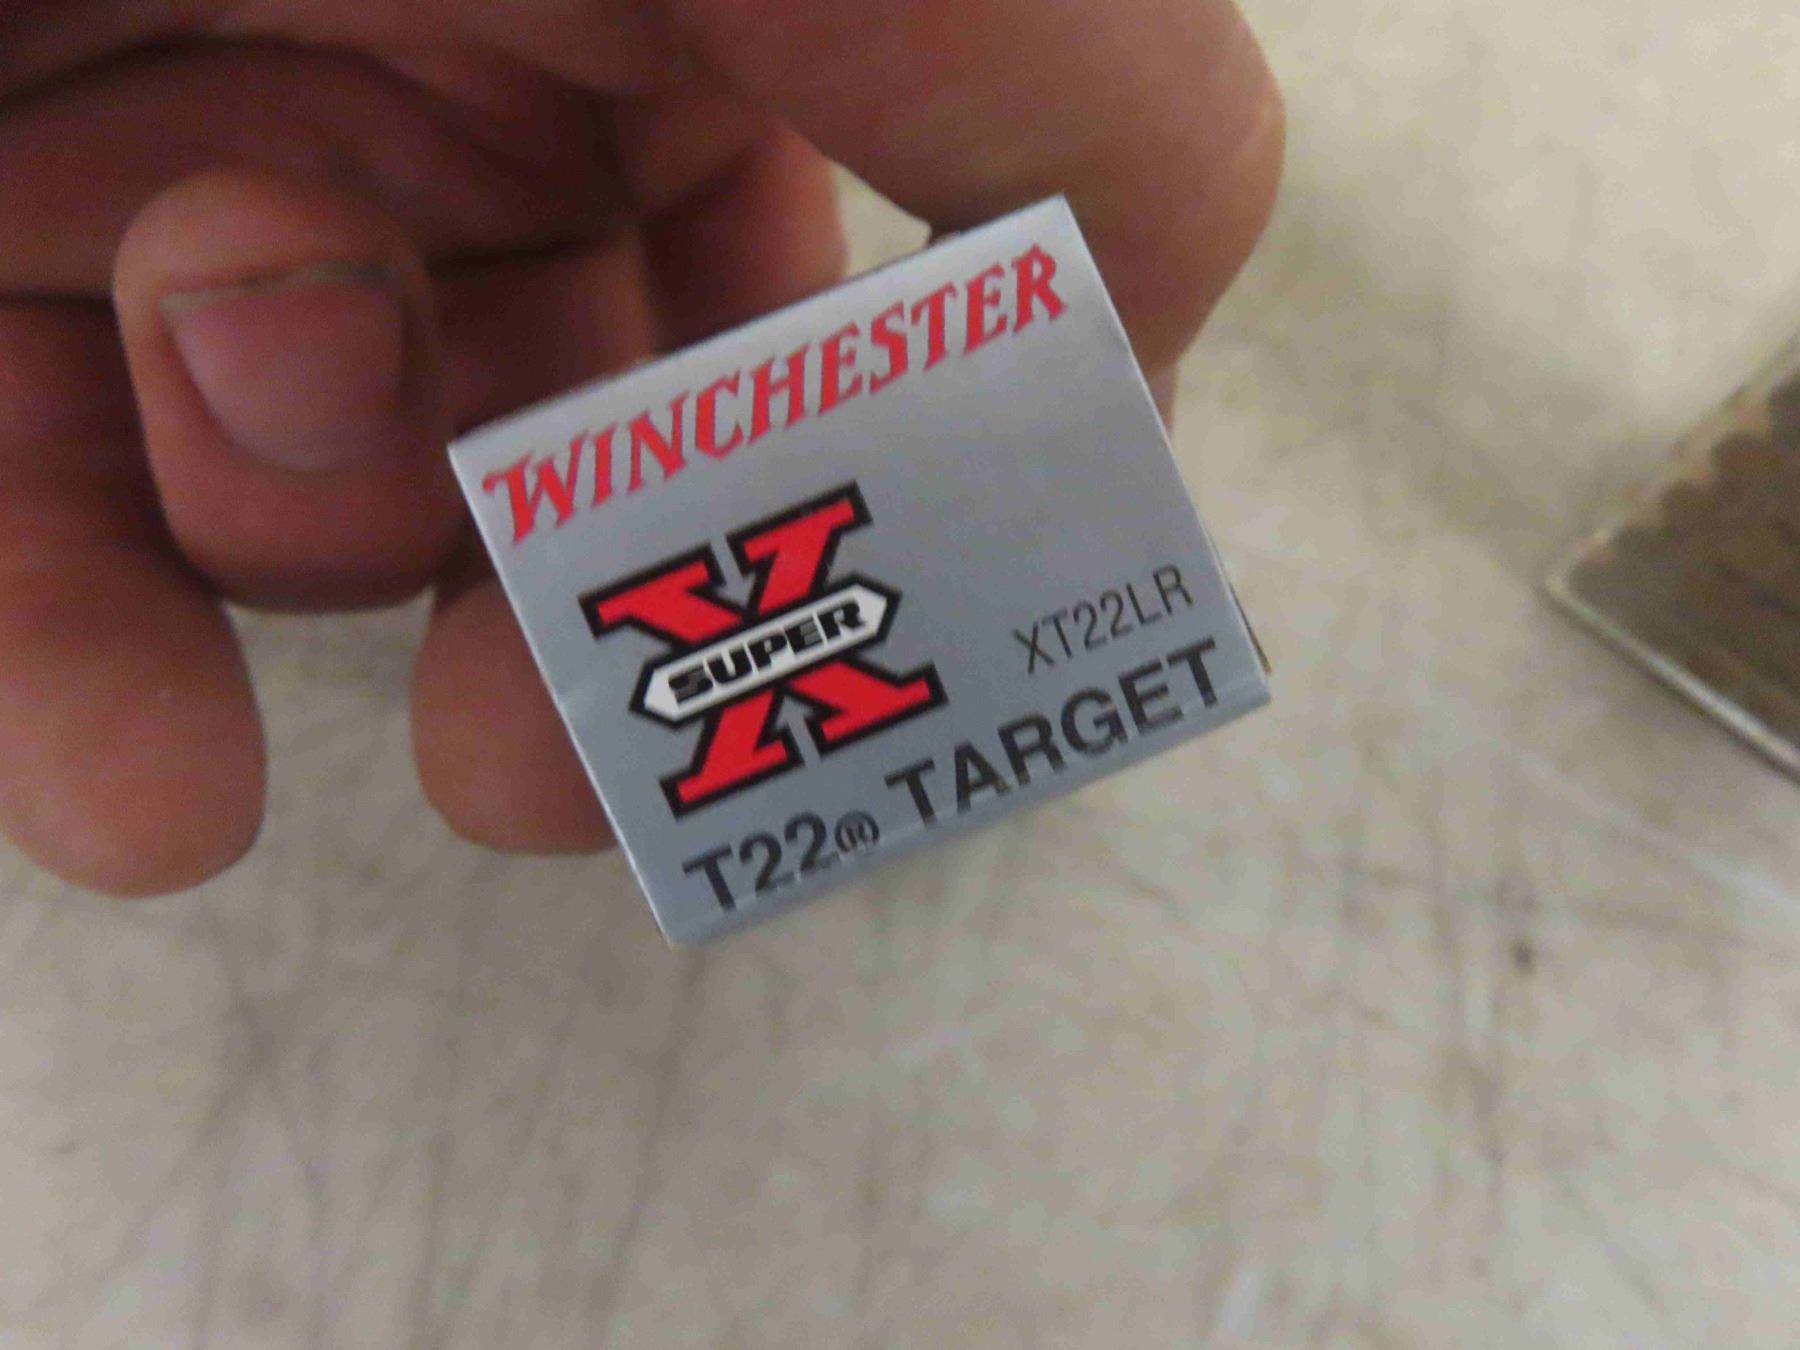 WINCHESTER
X
SUPER
XT22LR
T22® TARGET